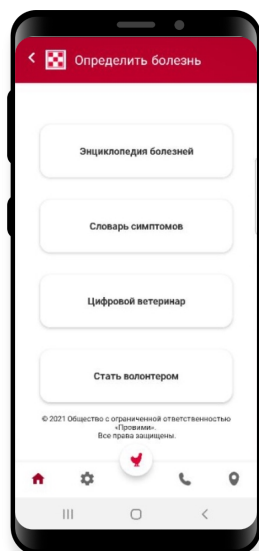 Определить болезнь
Энциклопедия болезней
Словарь симптомов
Цифровой ветеринар
Стать волонтером
© 2021 Общество с ограниченной ответственностью
«Провими».
Все права защищены.